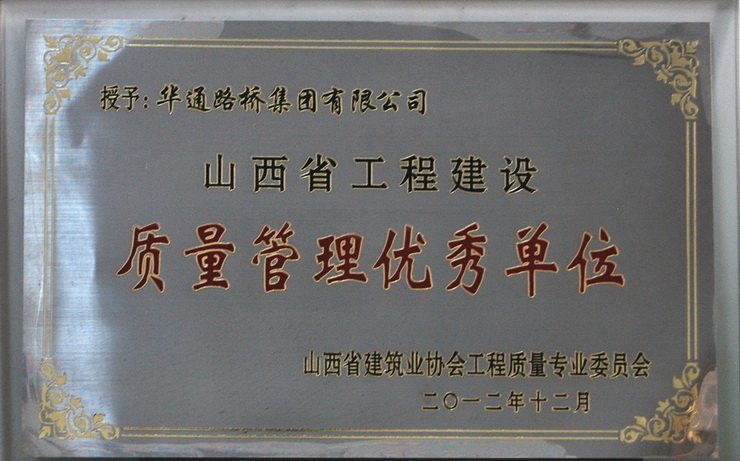 授予：华通路桥集团有限公司
山西省工程建设
质量管理优秀单位
山西省建筑业协会工程质量专业委员会
二〇一二年十二月